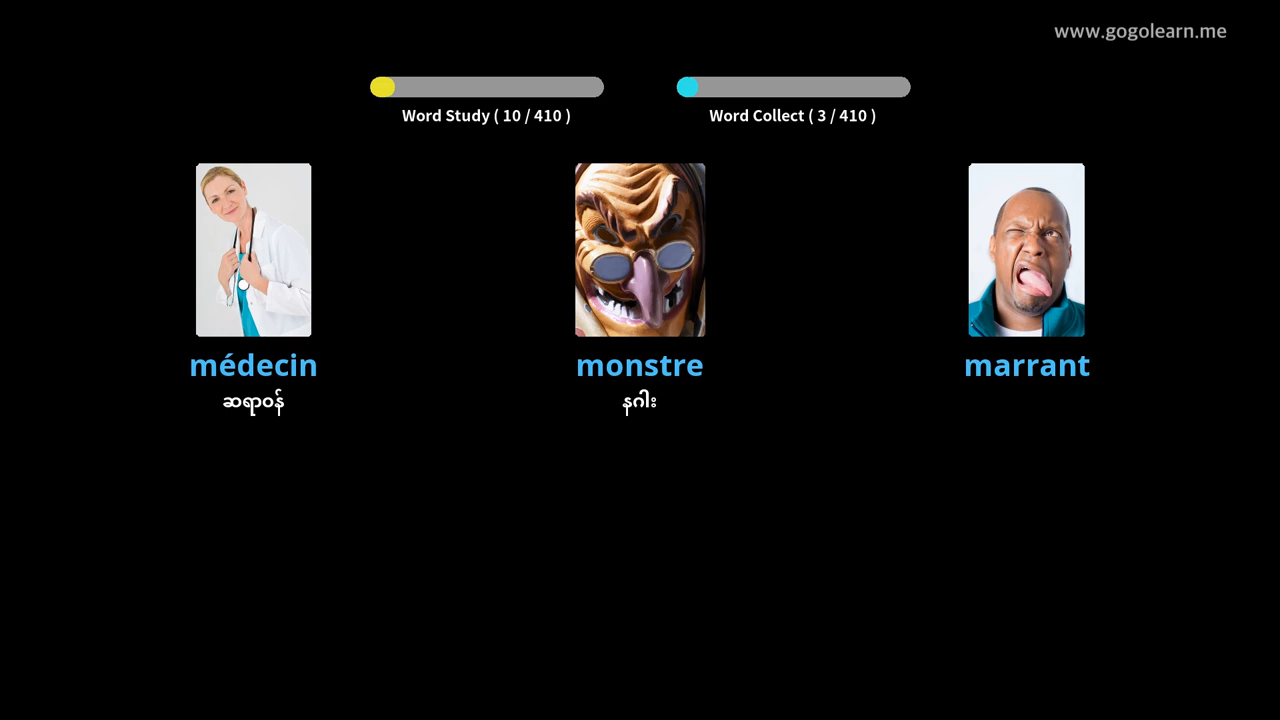 www.gogolearn.me
Word Study ( 10 / 410 )
Word Collect ( 3 / 410 )
médecin
monstre
marrant
ဆရာဝန်
နဂါး